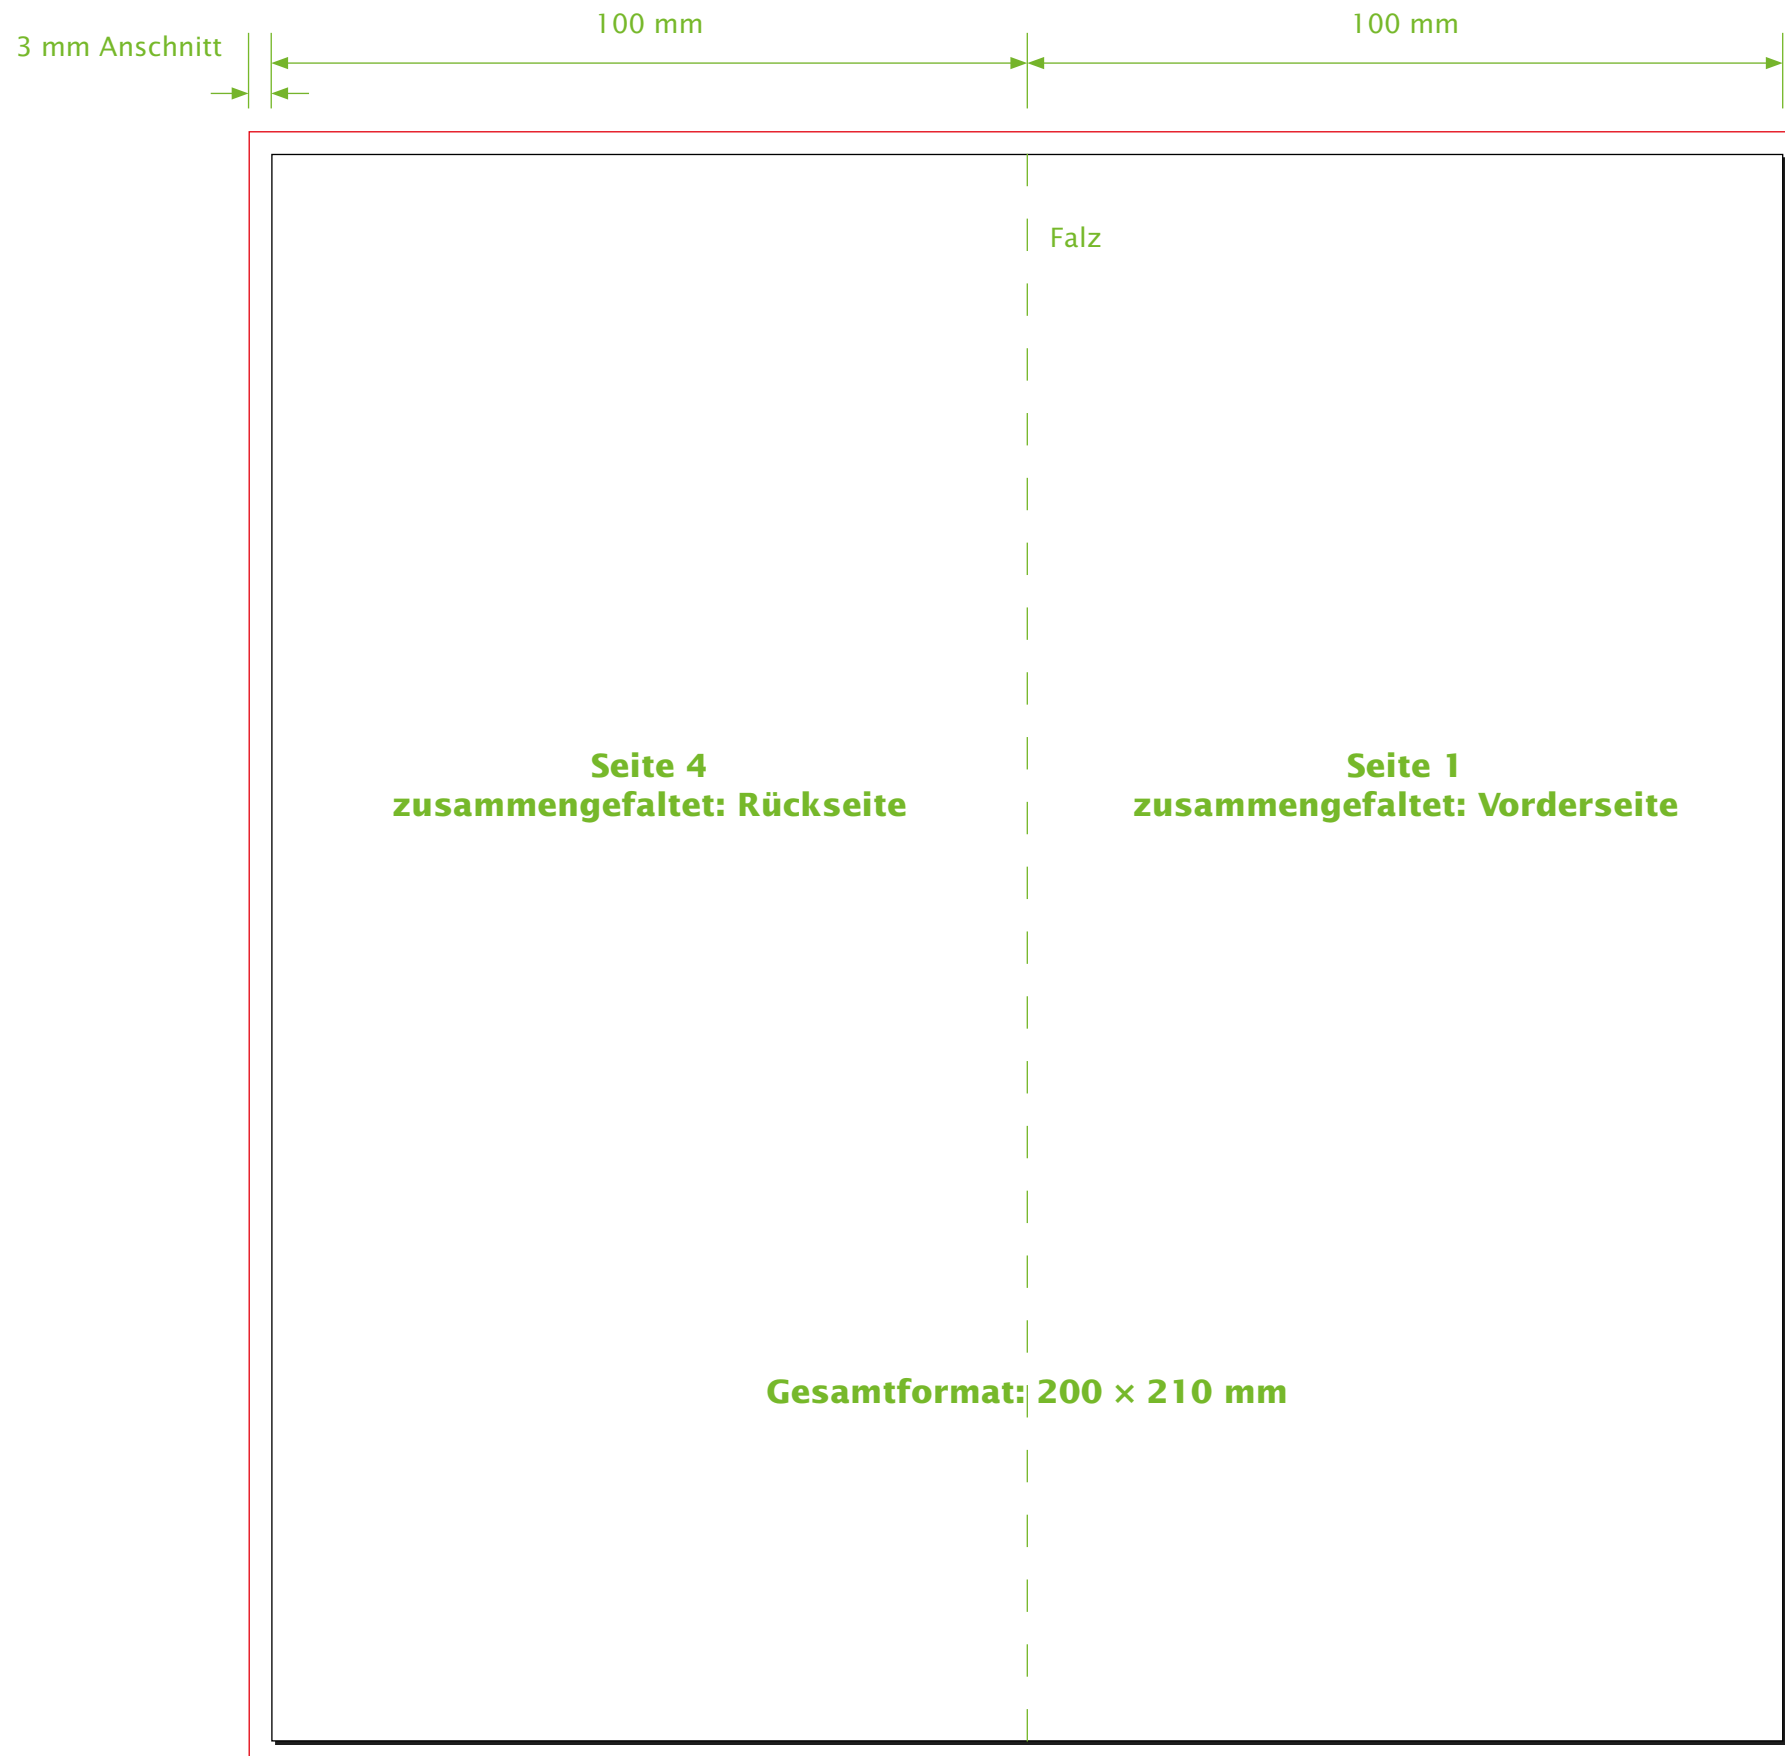 100 mm
100 mm
3 mm Anschnitt
Falz
Seite 4
zusammengefaltet: Rückseite
Seite 1
zusammengefaltet: Vorderseite
Gesamtformat: 200 × 210 mm